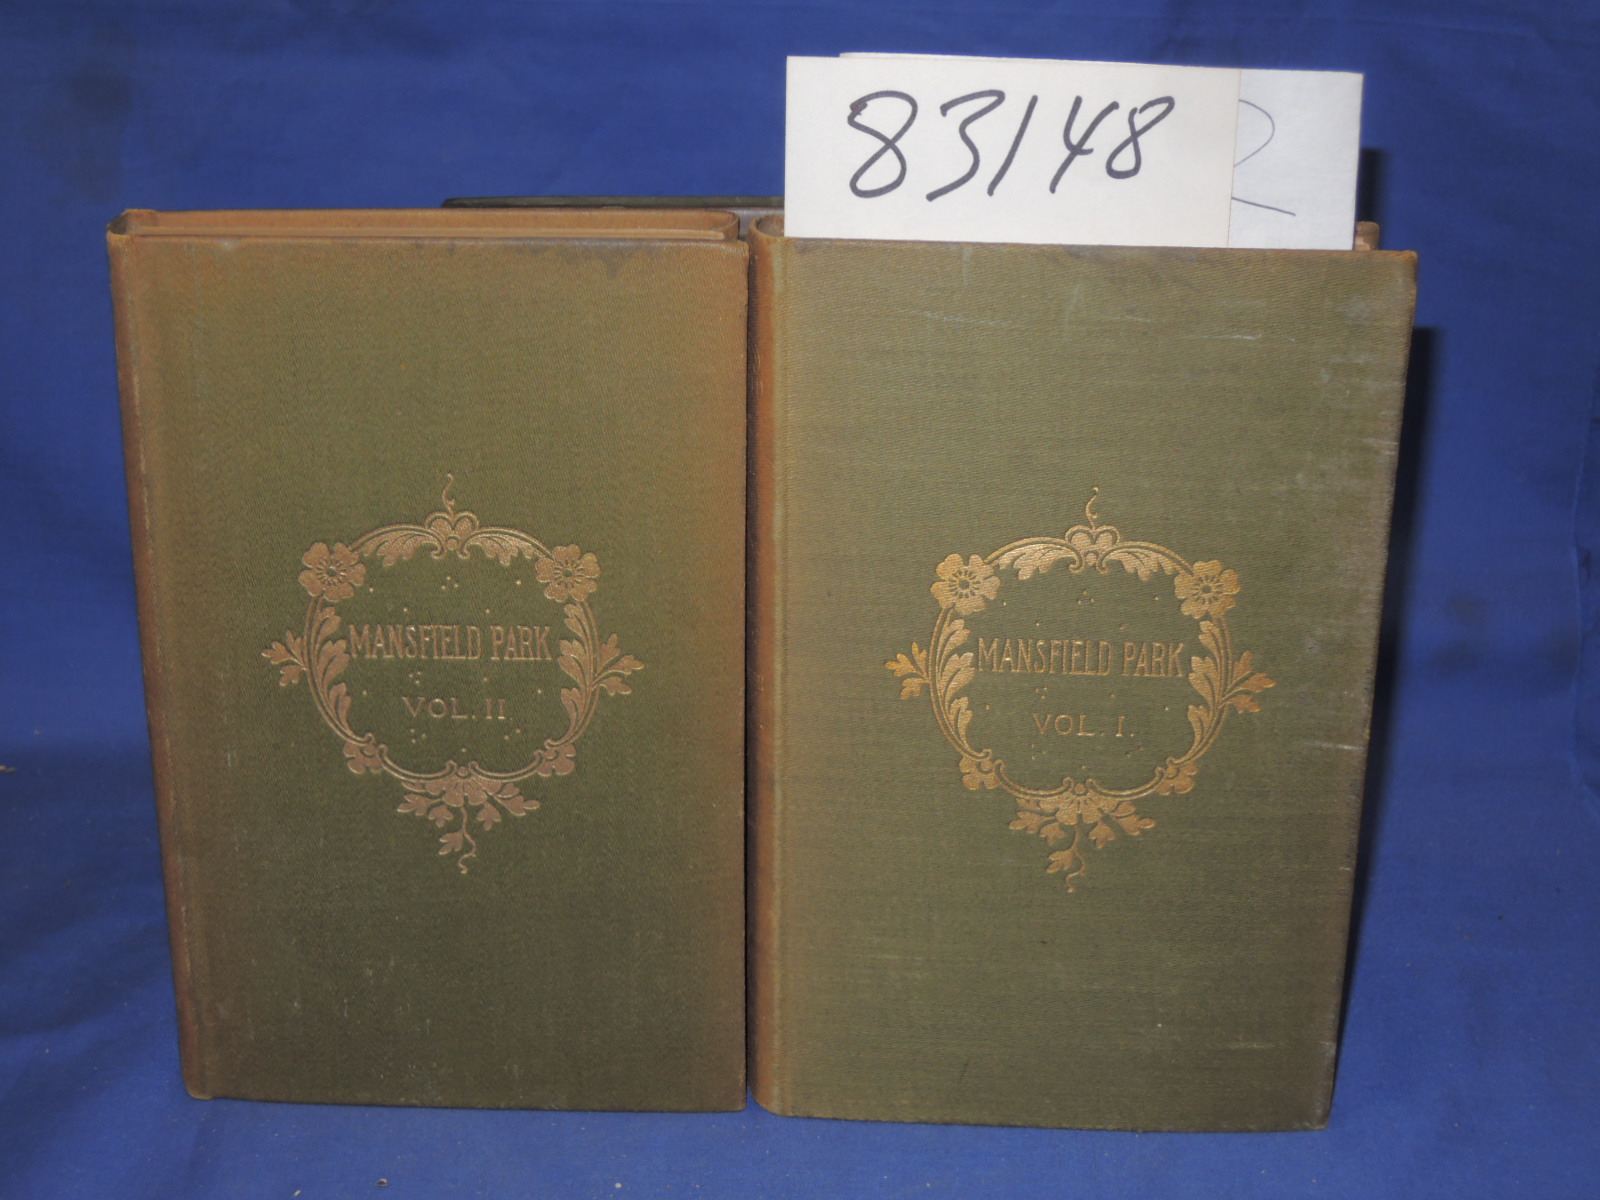 83148
2
MANSFIELD PARK
VOL. II
MANSFIELD PARK
VOL. I.